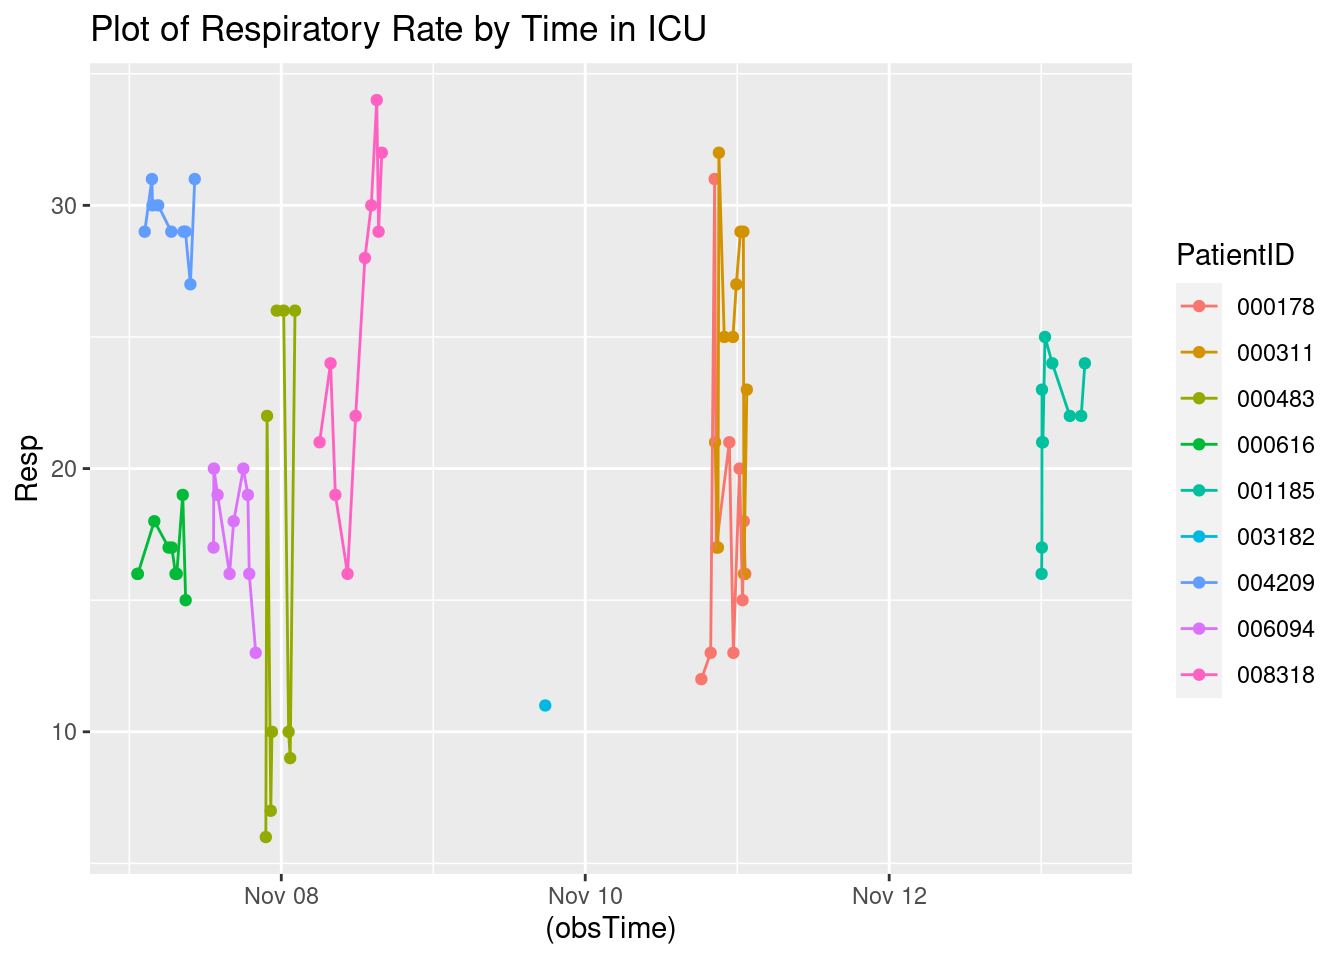 Plot of Respiratory Rate by Time in ICU
30
20
10
Resp
Nov 08
Nov 10
Nov 12
(obsTime)
PatientID
000178
000311
000483
000616
001185
003182
004209
006094
008318